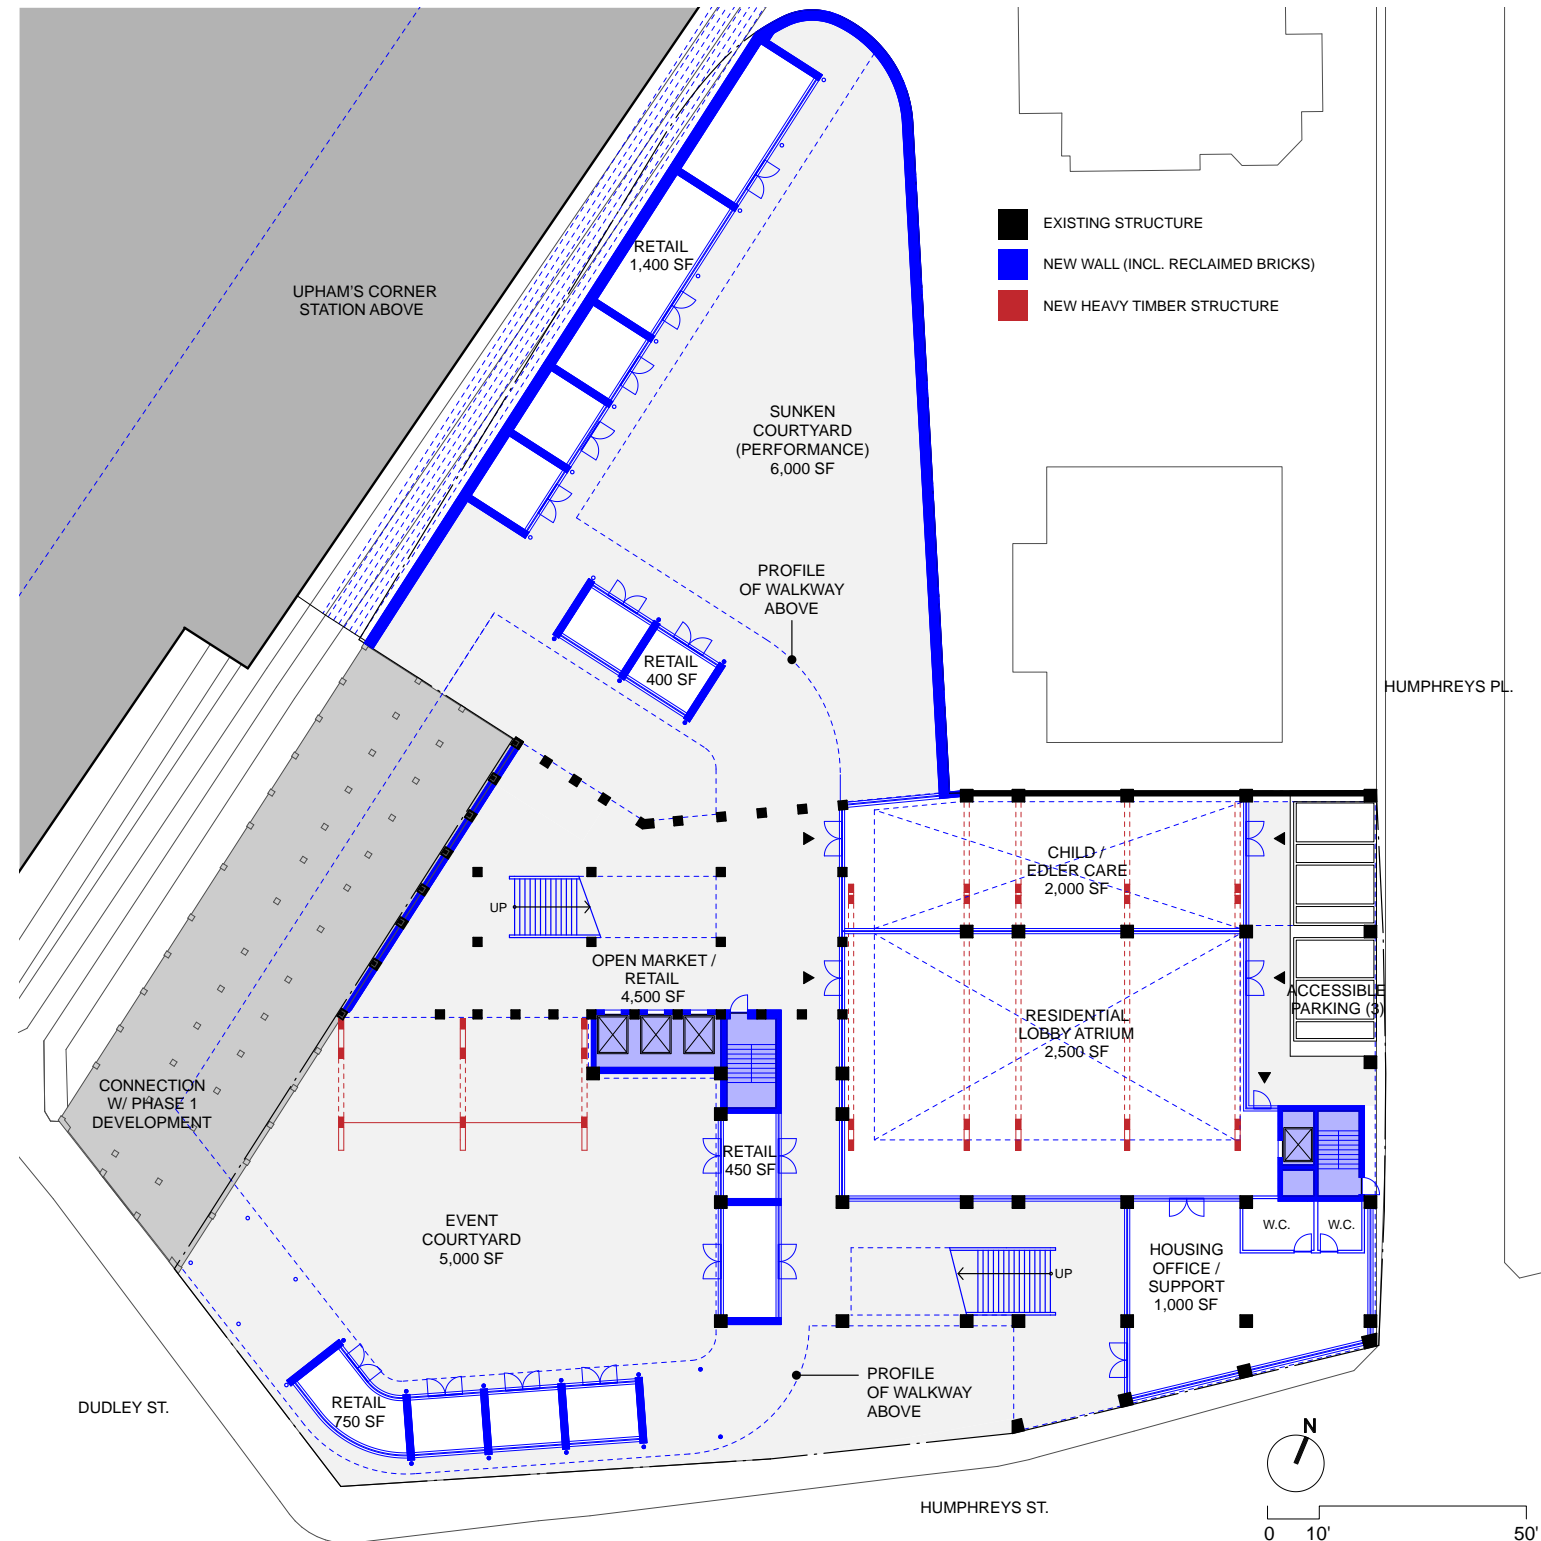 EXISTING STRUCTURE
NEW WALL (INCL. RECLAIMED BRICKS)
NEW HEAVY TIMBER STRUCTURE
RETAIL
1,400 SF
UPHAM'S CORNER
STATION ABOVE
SUNKEN
COURTYARD
(PERFORMANCE)
6,000 SF
PROFILE
OF WALKWAY
ABOVE
RETAIL
400 SF
HUMPHREYS PL.
CHILD /
EDLER CARE
2,000 SF
UP
OPEN MARKET /
RETAIL
4,500 SF
ACCESSIBLE
PARKING (3)
RESIDENTIAL
LOBBY ATRIUM
2,500 SF
CONNECTION
W/ PHASE 1
DEVELOPMENT
RETAIL
450 SF
EVENT
COURTYARD
5,000 SF
W.C.
W.C.
HOUSING
OFFICE /
SUPPORT
1,000 SF
UP
PROFILE
OF WALKWAY
ABOVE
RETAIL
750 SF
DUDLEY ST.
N
HUMPHREYS ST.
0 10' 50'